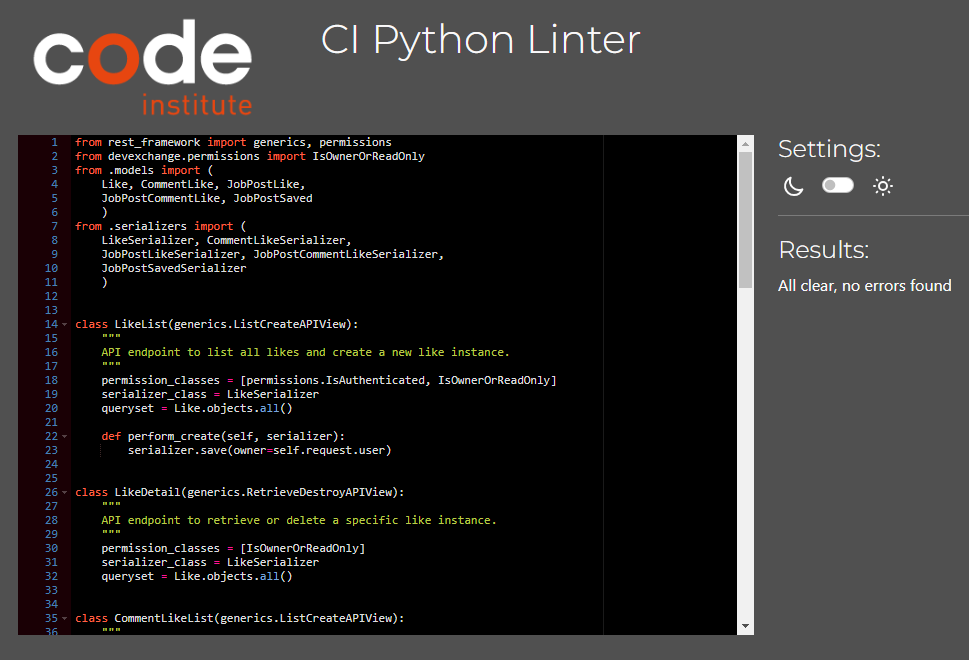 code
institute
CI Python Linter
1 from rest_framework import generics, permissions
2 from devexchange.permissions import IsOwnerOrReadOnly
3 from .models import (
4     Like, CommentLike, JobPostLike,
5     JobPostCommentLike, JobPostSaved
6     )
7 from .serializers import (
8     LikeSerializer, CommentLikeSerializer,
9     JobPostLikeSerializer, JobPostCommentLikeSerializer,
10     JobPostSavedSerializer
11     )
12
13
14 class LikeList(generics.ListCreateAPIView):
15     """
16     API endpoint to list all likes and create a new like instance.
17     """
18     permission_classes = [permissions.IsAuthenticated, IsOwnerOrReadOnly]
19     serializer_class = LikeSerializer
20     queryset = Like.objects.all()
21
22     def perform_create(self, serializer):
23         serializer.save(owner=self.request.user)
24
25
26 class LikeDetail(generics.RetrieveDestroyAPIView):
27     """
28     API endpoint to retrieve or delete a specific like instance.
29     """
30     permission_classes = [IsOwnerOrReadOnly]
31     serializer_class = LikeSerializer
32     queryset = Like.objects.all()
33
34
35 class CommentLikeList(generics.ListCreateAPIView):
36     """
Settings:
Results:
All clear, no errors found